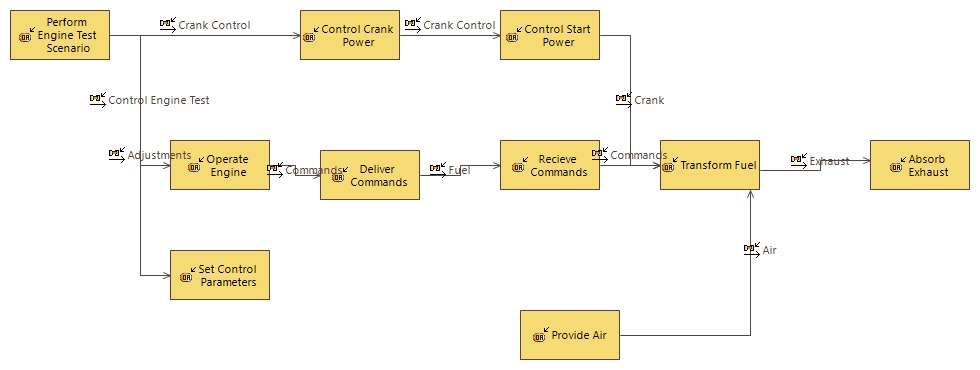 Perform
Engine Test
Scenario
Crank Control
Control Crank
Power
Crank Control
Control Start
Power
Control Engine Test
Crank
Adjustments
Operate
Engine
Commands
Deliver
Commands
Fuel
Recieve
Commands
Commands
Transform Fuel
Exhaust
Absorb
Exhaust
Set Control
Parameters
Air
Provide Air